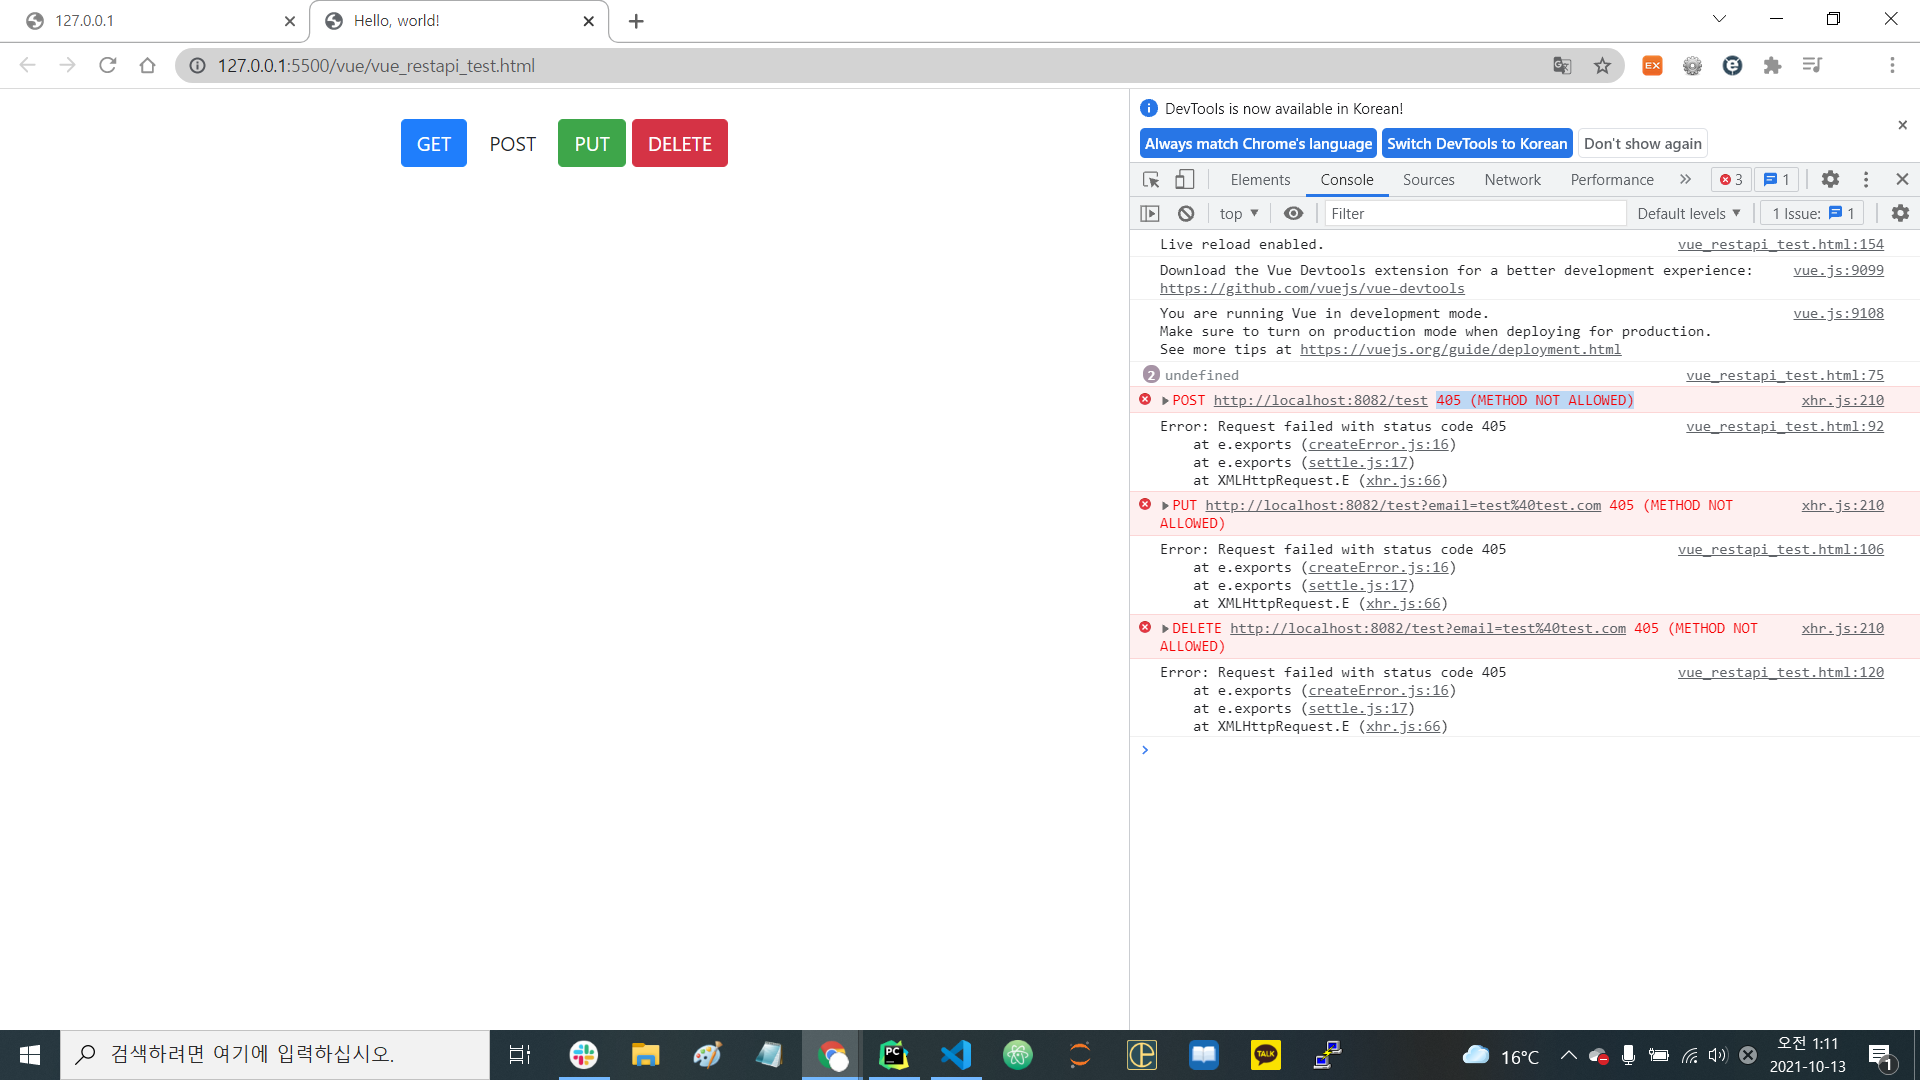 127.0.0.1
Hello, world!
127.0.0.1:5500/vue/vue_restapi_test.html
EX
GET POST PUT DELETE
DevTools is now available in Korean!
Always match Chrome's language Switch DevTools to Korean Don't show again
Elements Console Sources Network Performance 3 1
top Filter Default levels 1 Issue: 1
Live reload enabled. vue_restapi_test.html:154
Download the Vue Devtools extension for a better development experience: vue.js:9099
https://github.com/vuejs/vue-devtools
You are running Vue in development mode. vue.js:9108
Make sure to turn on production mode when deploying for production.
See more tips at https://vuejs.org/guide/deployment.html
2 undefined vue_restapi_test.html:75
POST http://localhost:8082/test 405 (METHOD NOT ALLOWED) xhr.js:210
Error: Request failed with status code 405 vue_restapi_test.html:92
at e.exports (createError.js:16)
at e.exports (settle.js:17)
at XMLHttpRequest.E (xhr.js:66)
PUT http://localhost:8082/test?email=test%40test.com 405 (METHOD NOT xhr.js:210
ALLOWED)
Error: Request failed with status code 405 vue_restapi_test.html:106
at e.exports (createError.js:16)
at e.exports (settle.js:17)
at XMLHttpRequest.E (xhr.js:66)
DELETE http://localhost:8082/test?email=test%40test.com 405 (METHOD NOT xhr.js:210
ALLOWED)
Error: Request failed with status code 405 vue_restapi_test.html:120
at e.exports (createError.js:16)
at e.exports (settle.js:17)
at XMLHttpRequest.E (xhr.js:66)
검색하려면 여기에 입력하십시오.
PC
TALK
16°C
오전 1:11
2021-10-13
1